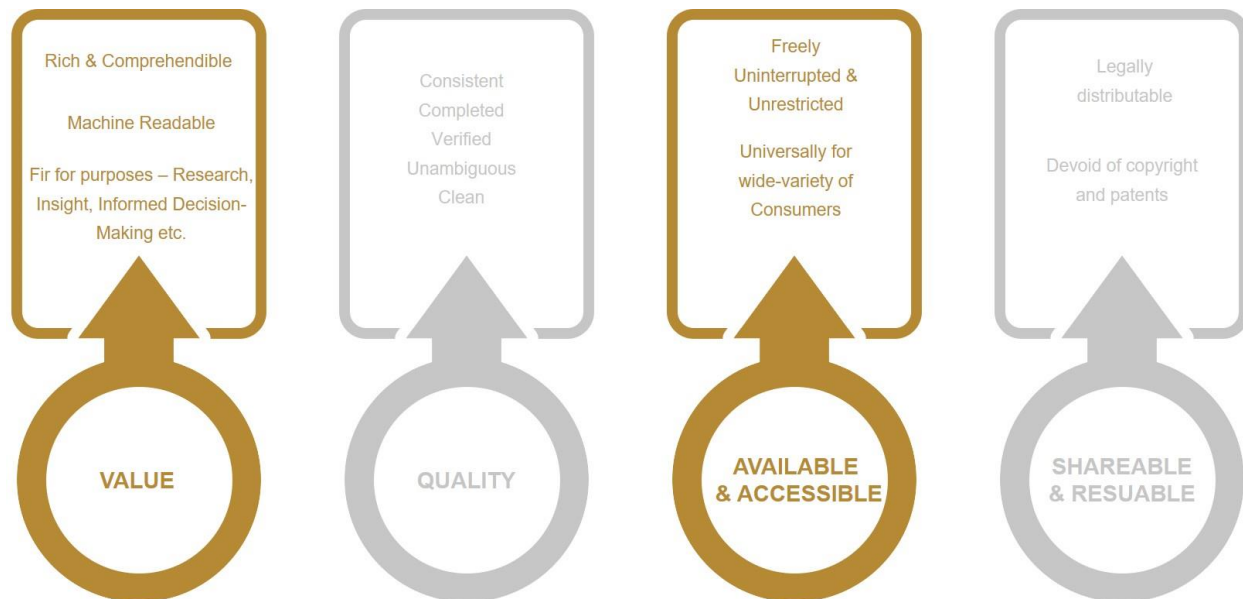 Rich & Comprehendible
Machine Readable
Fir for purposes – Research,
Insight, Informed Decision-
Making etc.
VALUE
Consistent
Completed
Verified
Unambiguous
Clean
QUALITY
Freely
Uninterrupted &
Unrestricted
Universally for
wide-variety of
Consumers
AVAILABLE
& ACCESSIBLE
Legally
distributable
Devoid of copyright
and patents
SHAREABLE
& RESUABLE